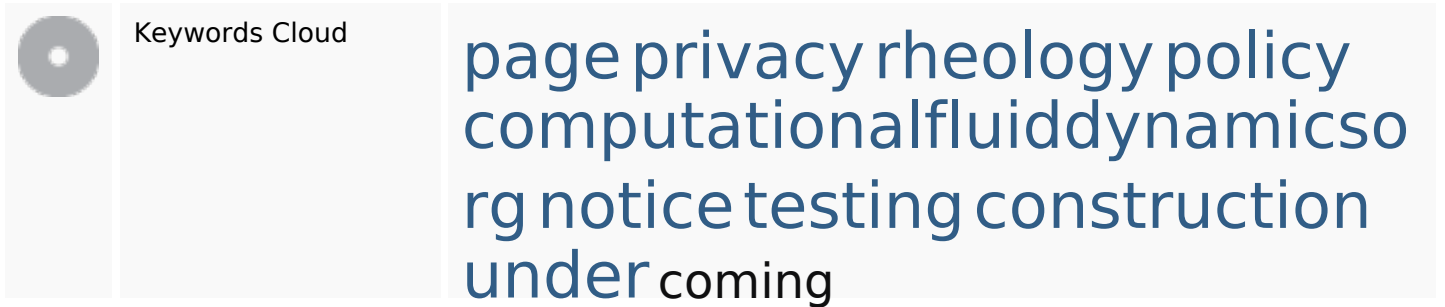 Keywords Cloud
page privacy rheology policy
computationalfluiddynamicso
rg notice testing construction
under coming